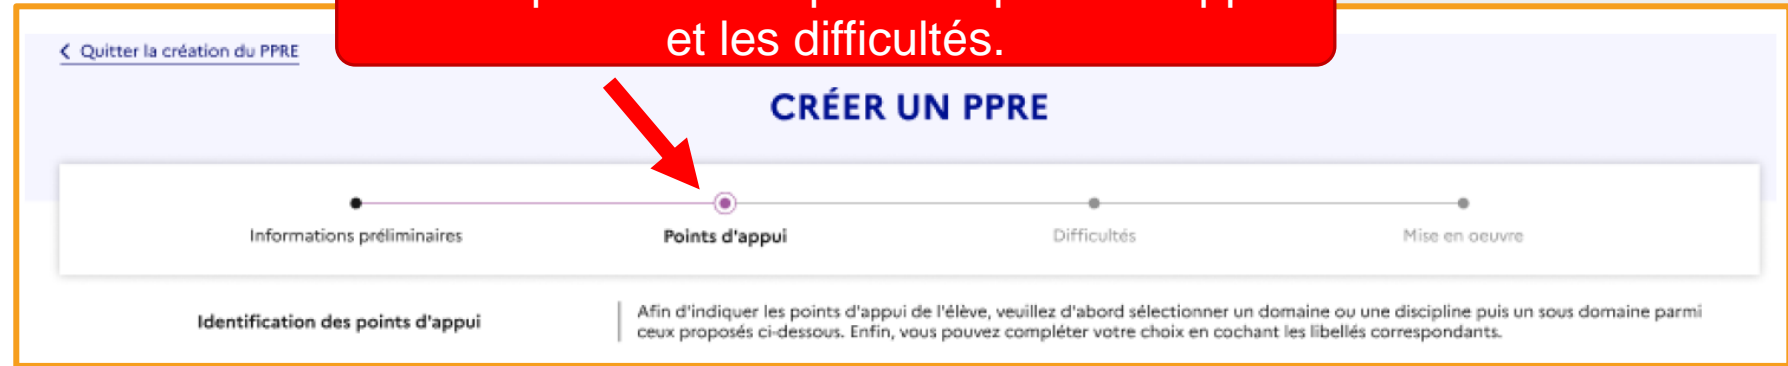 et les difficultés.
Quitter la création du PPRE
CRÉER UN PPRE
Informations préliminaires
Points d'appui
Difficultés
Mise en oeuvre
Identification des points d'appui
Afin d'indiquer les points d'appui de l'élève, veuillez d'abord sélectionner un domaine ou une discipline puis un sous domaine parmi
ceux proposés ci-dessous. Enfin, vous pouvez compléter votre choix en cochant les libellés correspondants.